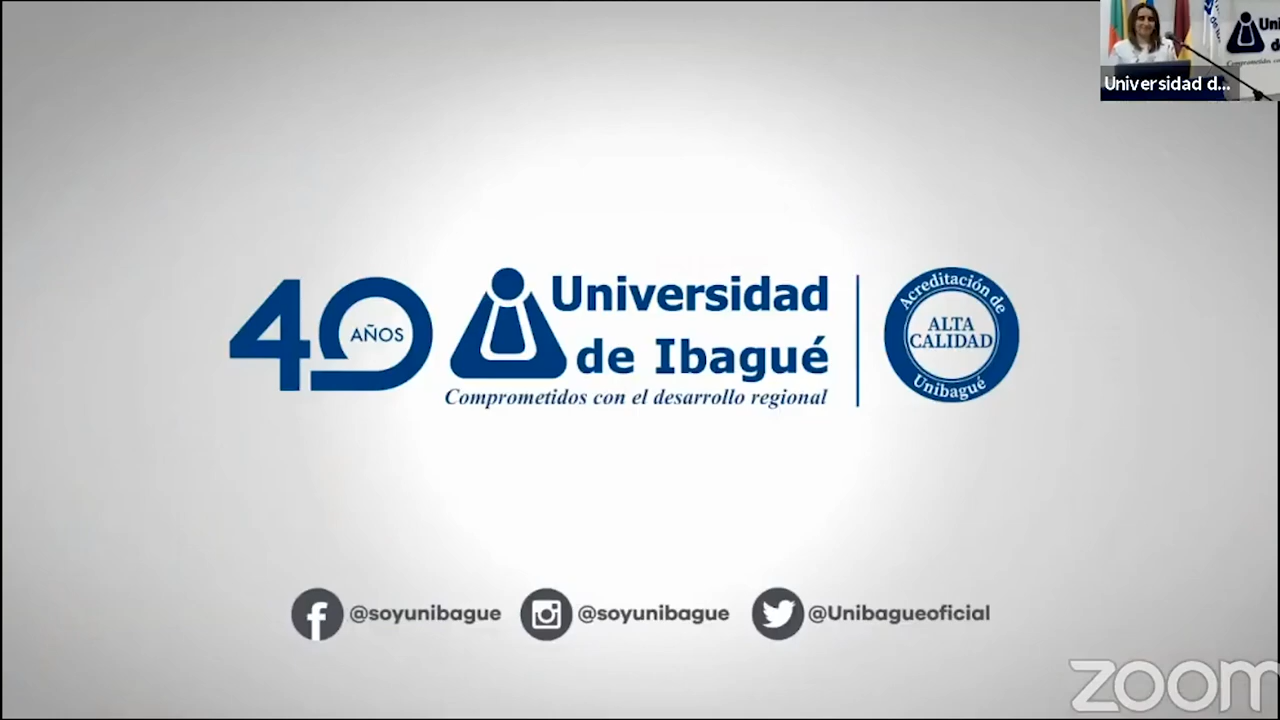 Uni
Universidad d...
40
AÑOS
Universidad
de Ibagué
Comprometidos con el desarrollo regional
Acreditación de
ALTA
CALIDAD
Unibagué
@soyunibague
@soyunibague
@Unibagueoficial
zoom